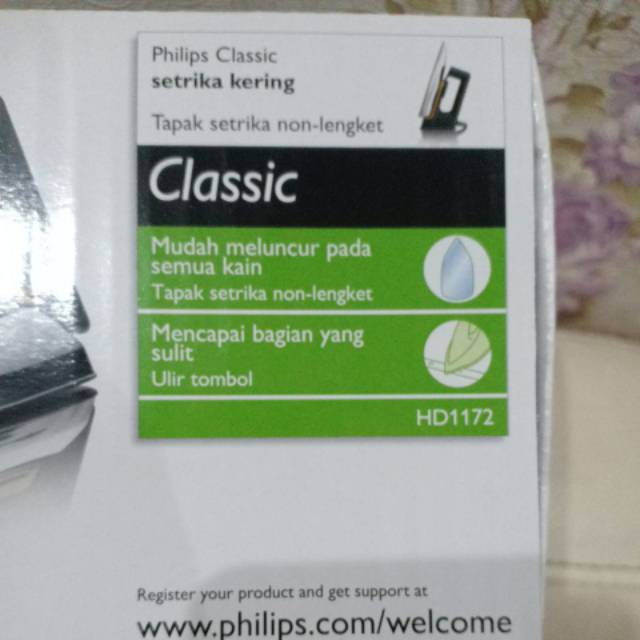 Philips Classic
setrika kering
Tapak setrika non-lengket
Classic
Mudah meluncur pada
semua kain
Tapak setrika non-lengket
Mencapai bagian yang
sulit
Ulir tombol
HD1172
Register your product and get support at
www.philips.com/welcome